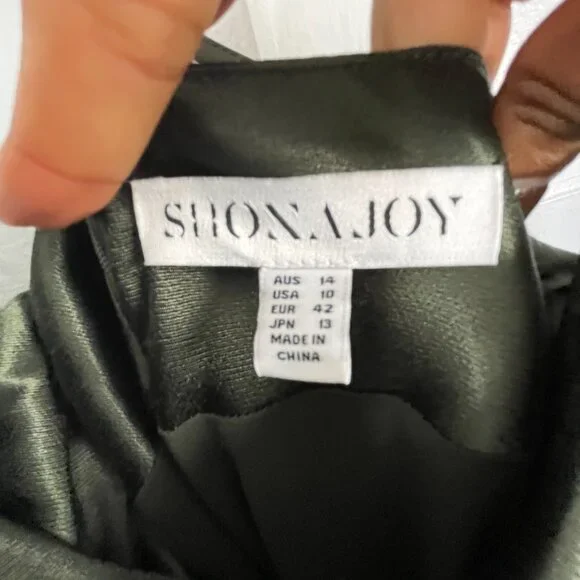 SHONA JOY
AUS 14
USA 10
EUR 42
JPN 13
MADE IN
CHINA